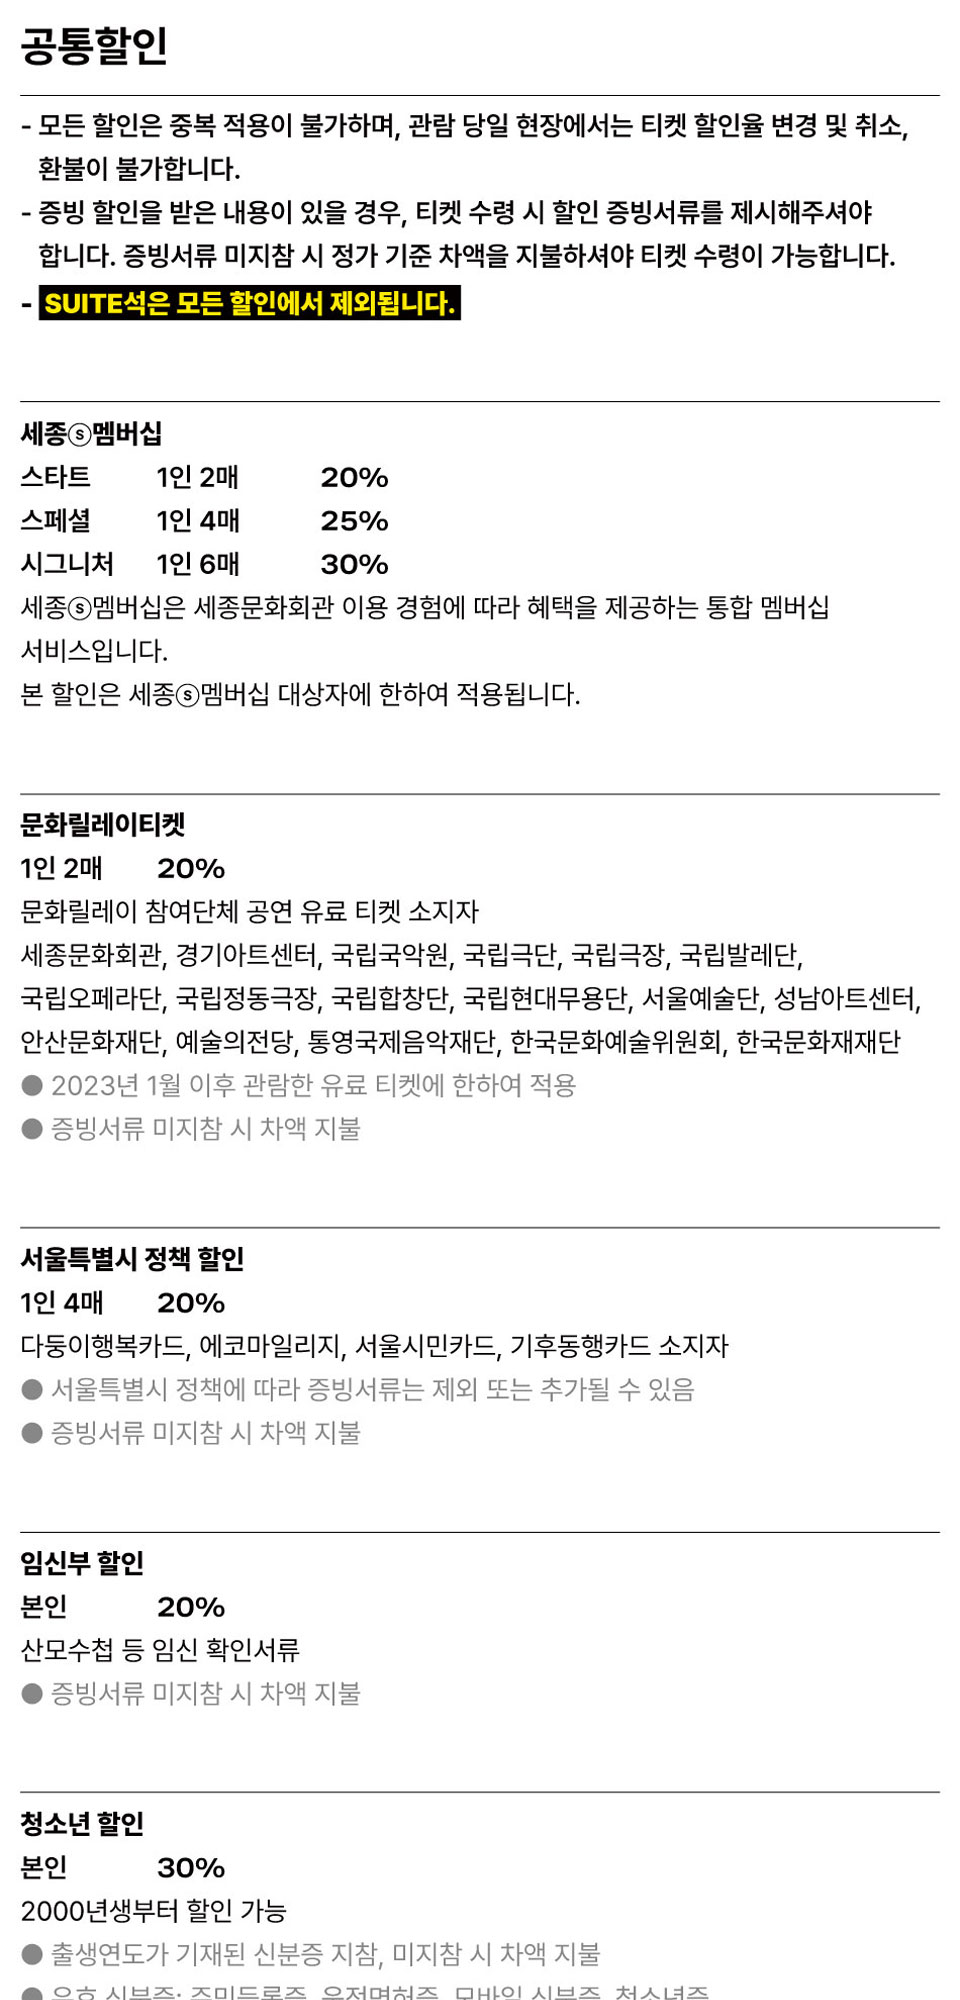 공통할인
- 모든 할인은 중복 적용이 불가하며, 관람 당일 현장에서는 티켓 할인율 변경 및 취소,
환불이 불가합니다.
- 증빙 할인을 받은 내용이 있을 경우, 티켓 수령 시 할인 증빙서류를 제시해주셔야
합니다. 증빙서류 미지참 시 정가 기준 차액을 지불하셔야 티켓 수령이 가능합니다.
- SUITE석은 모든 할인에서 제외됩니다.
세종ⓢ멤버십
스타트 1인 2매 20%
스페셜 1인 4매 25%
시그니처 1인 6매 30%
세종ⓢ멤버십은 세종문화회관 이용 경험에 따라 혜택을 제공하는 통합 멤버십
서비스입니다.
본 할인은 세종ⓢ멤버십 대상자에 한하여 적용됩니다.
문화릴레이티켓
1인 2매 20%
문화릴레이 참여단체 공연 유료 티켓 소지자
세종문화회관, 경기아트센터, 국립국악원, 국립극단, 국립극장, 국립발레단,
국립오페라단, 국립정동극장, 국립합창단, 국립현대무용단, 서울예술단, 성남아트센터,
안산문화재단, 예술의전당, 통영국제음악재단, 한국문화예술위원회, 한국문화재재단
● 2023년 1월 이후 관람한 유료 티켓에 한하여 적용
● 증빙서류 미지참 시 차액 지불
서울특별시 정책 할인
1인 4매 20%
다둥이행복카드, 에코마일리지, 서울시민카드, 기후동행카드 소지자
● 서울특별시 정책에 따라 증빙서류는 제외 또는 추가될 수 있음
● 증빙서류 미지참 시 차액 지불
임신부 할인
본인 20%
산모수첩 등 임신 확인서류
● 증빙서류 미지참 시 차액 지불
청소년 할인
본인 30%
2000년생부터 할인 가능
● 출생연도가 기재된 신분증 지참, 미지참 시 차액 지불
● 유효 신분증: 주민등록증, 운전면허증, 모바일 신분증, 청소년증